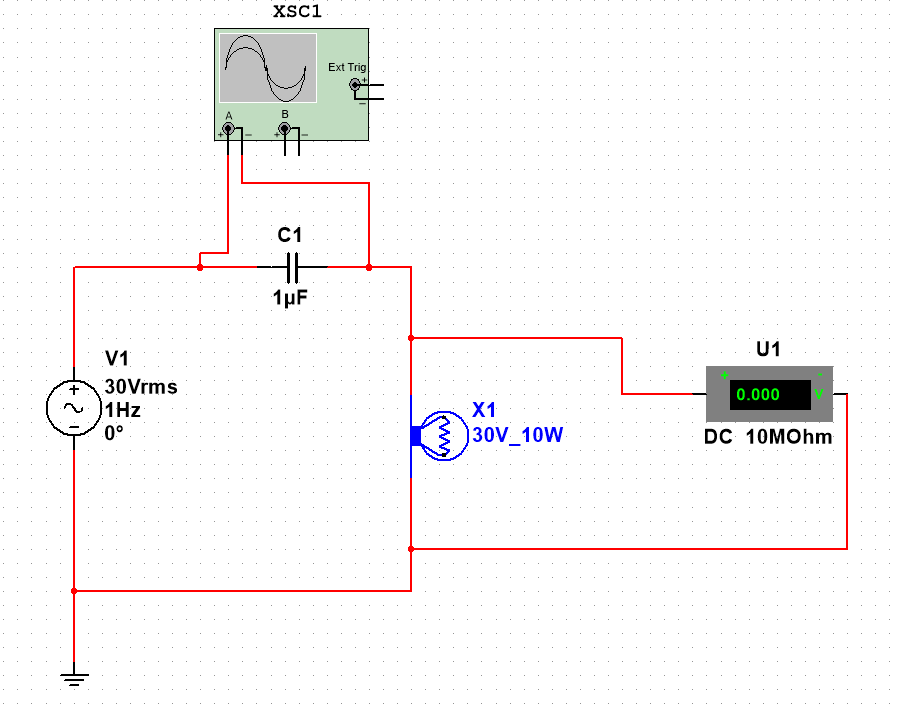 XSC1
Ext Trig
+
A
B
+
−
+
−
−
C1
1µF
V1
+
30Vrms
1Hz
−
0°
X1
30V_10W
U1
+
-
0.000
V
DC 10MOhm